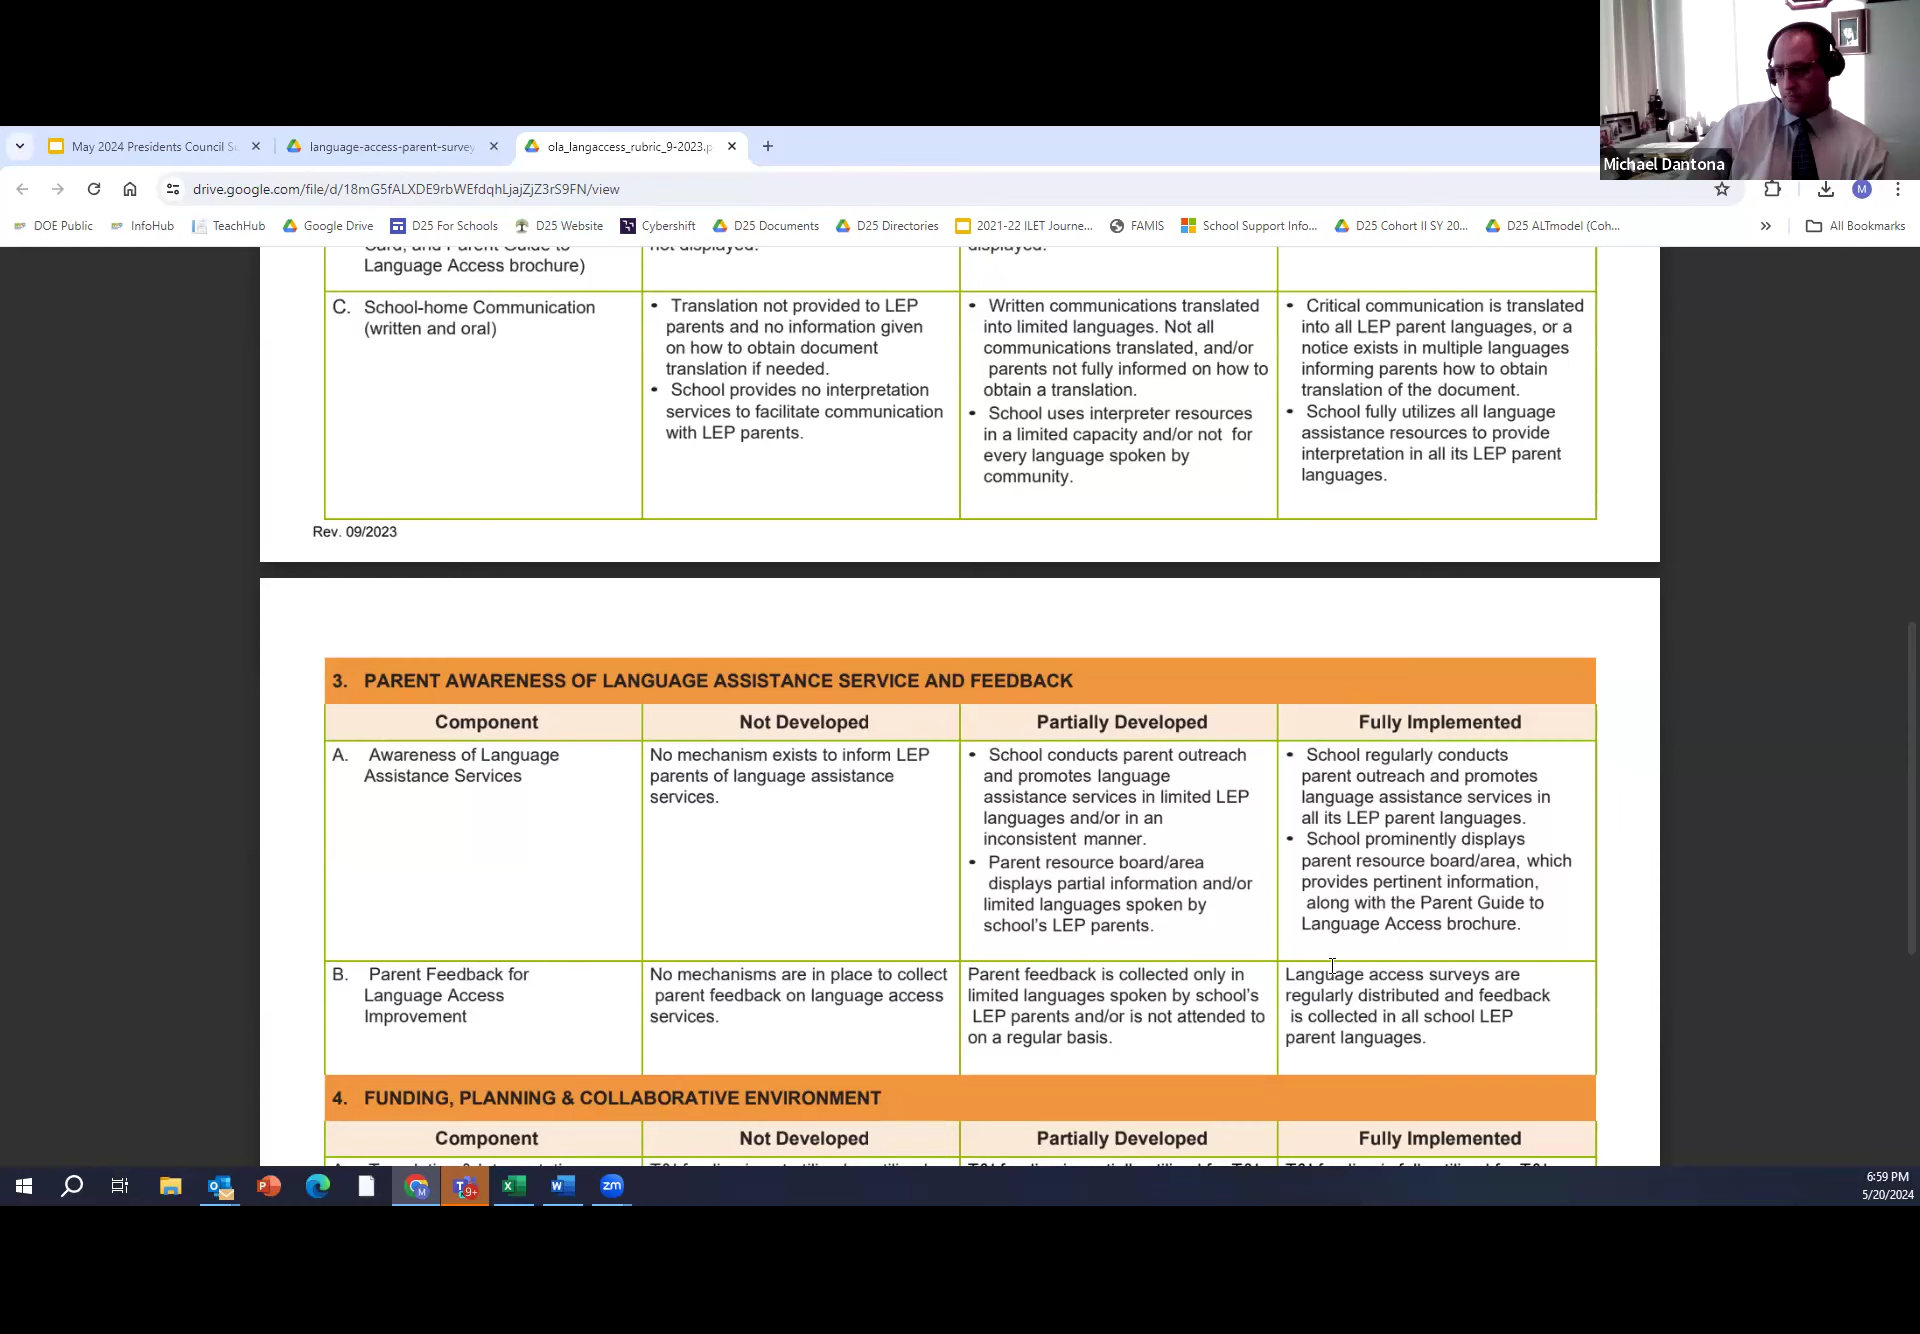 Michael Dantona
May 2024 Presidents Council Su
language-access-parent-survey
ola_langaccess_rubric_9-2023.p
drive.google.com/file/d/18mG5fALXDE9rbWEfdqhLjajZjZ3rS9FN/view
DOE Public
InfoHub
TeachHub
Google Drive
D25 For Schools
D25 Website
Cybershift
D25 Documents
D25 Directories
2021-22 ILET Journe...
FAMIS
School Support Info...
D25 Cohort II SY 20...
D25 ALTmodel (Coh...
All Bookmarks
Card, and Parent Guide to
Language Access brochure)
not displayed.
displayed.
C. School-home Communication
(written and oral)
• Translation not provided to LEP
parents and no information given
on how to obtain document
translation if needed.
• School provides no interpretation
services to facilitate communication
with LEP parents.
• Written communications translated
into limited languages. Not all
communications translated, and/or
parents not fully informed on how to
obtain a translation.
• School uses interpreter resources
in a limited capacity and/or not for
every language spoken by
community.
• Critical communication is translated
into all LEP parent languages, or a
notice exists in multiple languages
informing parents how to obtain
translation of the document.
• School fully utilizes all language
assistance resources to provide
interpretation in all its LEP parent
languages.
Rev. 09/2023
3. PARENT AWARENESS OF LANGUAGE ASSISTANCE SERVICE AND FEEDBACK
Component
Not Developed
Partially Developed
Fully Implemented
A. Awareness of Language
Assistance Services
No mechanism exists to inform LEP
parents of language assistance
services.
• School conducts parent outreach
and promotes language
assistance services in limited LEP
languages and/or in an
inconsistent manner.
• Parent resource board/area
displays partial information and/or
limited languages spoken by
school's LEP parents.
• School regularly conducts
parent outreach and promotes
language assistance services in
all its LEP parent languages.
• School prominently displays
parent resource board/area, which
provides pertinent information,
along with the Parent Guide to
Language Access brochure.
B. Parent Feedback for
Language Access
Improvement
No mechanisms are in place to collect
parent feedback on language access
services.
Parent feedback is collected only in
limited languages spoken by school's
LEP parents and/or is not attended to
on a regular basis.
Language access surveys are
regularly distributed and feedback
is collected in all school LEP
parent languages.
4. FUNDING, PLANNING & COLLABORATIVE ENVIRONMENT
Component
Not Developed
Partially Developed
Fully Implemented
6:59 PM
5/20/2024